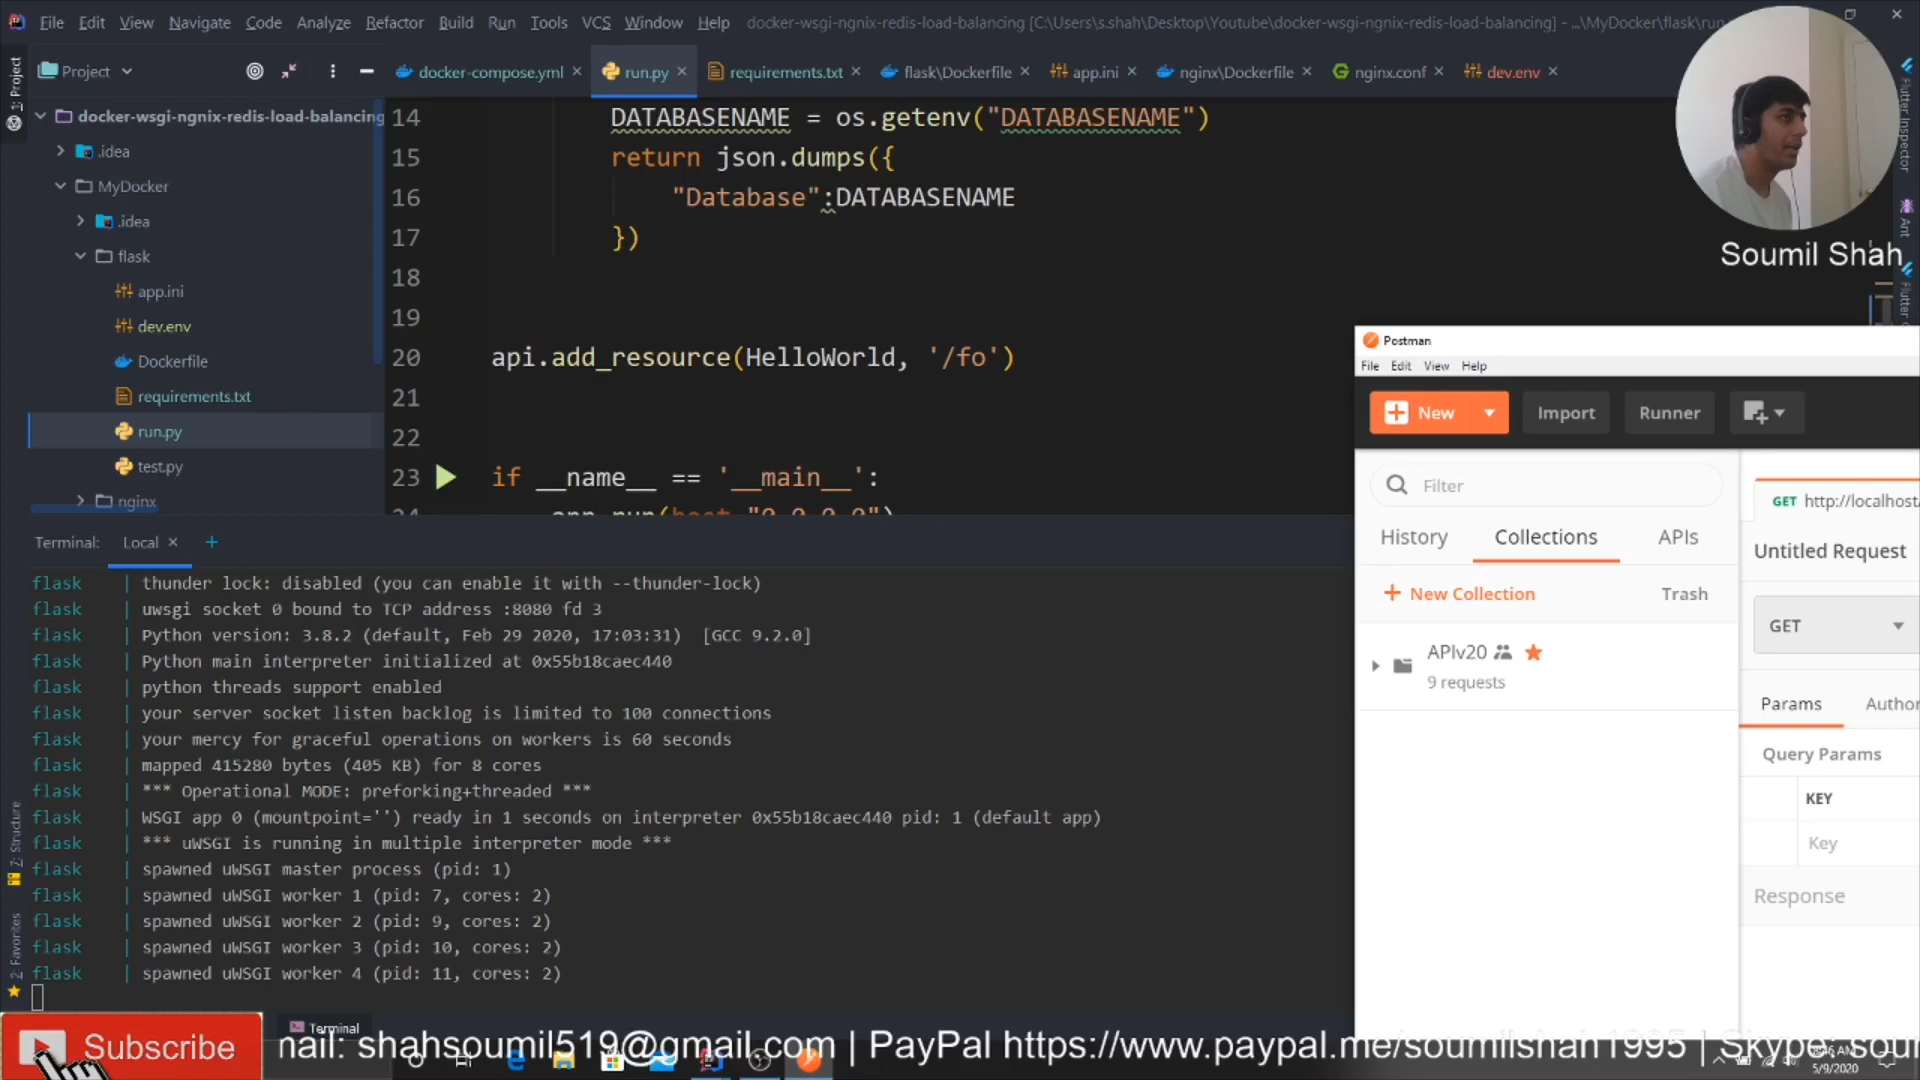 File Edit View Navigate Code Analyze Refactor Build Run Tools VCS Window Help docker-wsgi-ngnix-redis-load-balancing [C:\Users\s.shah\Desktop\Youtube\docker-wsgi-ngnix-redis-load-balancing] - ...\MyDocker\flask\run
1: Project
Project
docker-compose.yml
run.py
requirements.txt
flask\Dockerfile
app.ini
nginx\Dockerfile
nginx.conf
dev.env
docker-wsgi-ngnix-redis-load-balancing
.idea
MyDocker
.idea
flask
app.ini
dev.env
Dockerfile
requirements.txt
run.py
test.py
nginx
14 DATABASENAME = os.getenv("DATABASENAME")
15 return json.dumps({
16 "Database":DATABASENAME
17 })
18
19
20 api.add_resource(HelloWorld, '/fo')
21
22
23 if __name__ == '__main__':
Flutter Inspector
Ant
Soumil Shah
Terminal: Local
flask | thunder lock: disabled (you can enable it with --thunder-lock)
flask | uwsgi socket 0 bound to TCP address :8080 fd 3
flask | Python version: 3.8.2 (default, Feb 29 2020, 17:03:31) [GCC 9.2.0]
flask | Python main interpreter initialized at 0x55b18caec440
flask | python threads support enabled
flask | your server socket listen backlog is limited to 100 connections
flask | your mercy for graceful operations on workers is 60 seconds
flask | mapped 415280 bytes (405 KB) for 8 cores
flask | *** Operational MODE: preforking+threaded ***
flask | WSGI app 0 (mountpoint='') ready in 1 seconds on interpreter 0x55b18caec440 pid: 1 (default app)
flask | *** uWSGI is running in multiple interpreter mode ***
flask | spawned uWSGI master process (pid: 1)
flask | spawned uWSGI worker 1 (pid: 7, cores: 2)
flask | spawned uWSGI worker 2 (pid: 9, cores: 2)
flask | spawned uWSGI worker 3 (pid: 10, cores: 2)
flask | spawned uWSGI worker 4 (pid: 11, cores: 2)
7: Structure
2: Favorites
Postman
File Edit View Help
New Import Runner
Filter
History Collections APIs
New Collection Trash
APIv20
9 requests
GET http://localhost/
Untitled Request
GET
Params Author
Query Params
KEY
Key
Response
Terminal
Subscribe
nail: shahsoumil519@gmail.com | PayPal https://www.paypal.me/soumilshah1995 | Skype: sou
5/9/2020